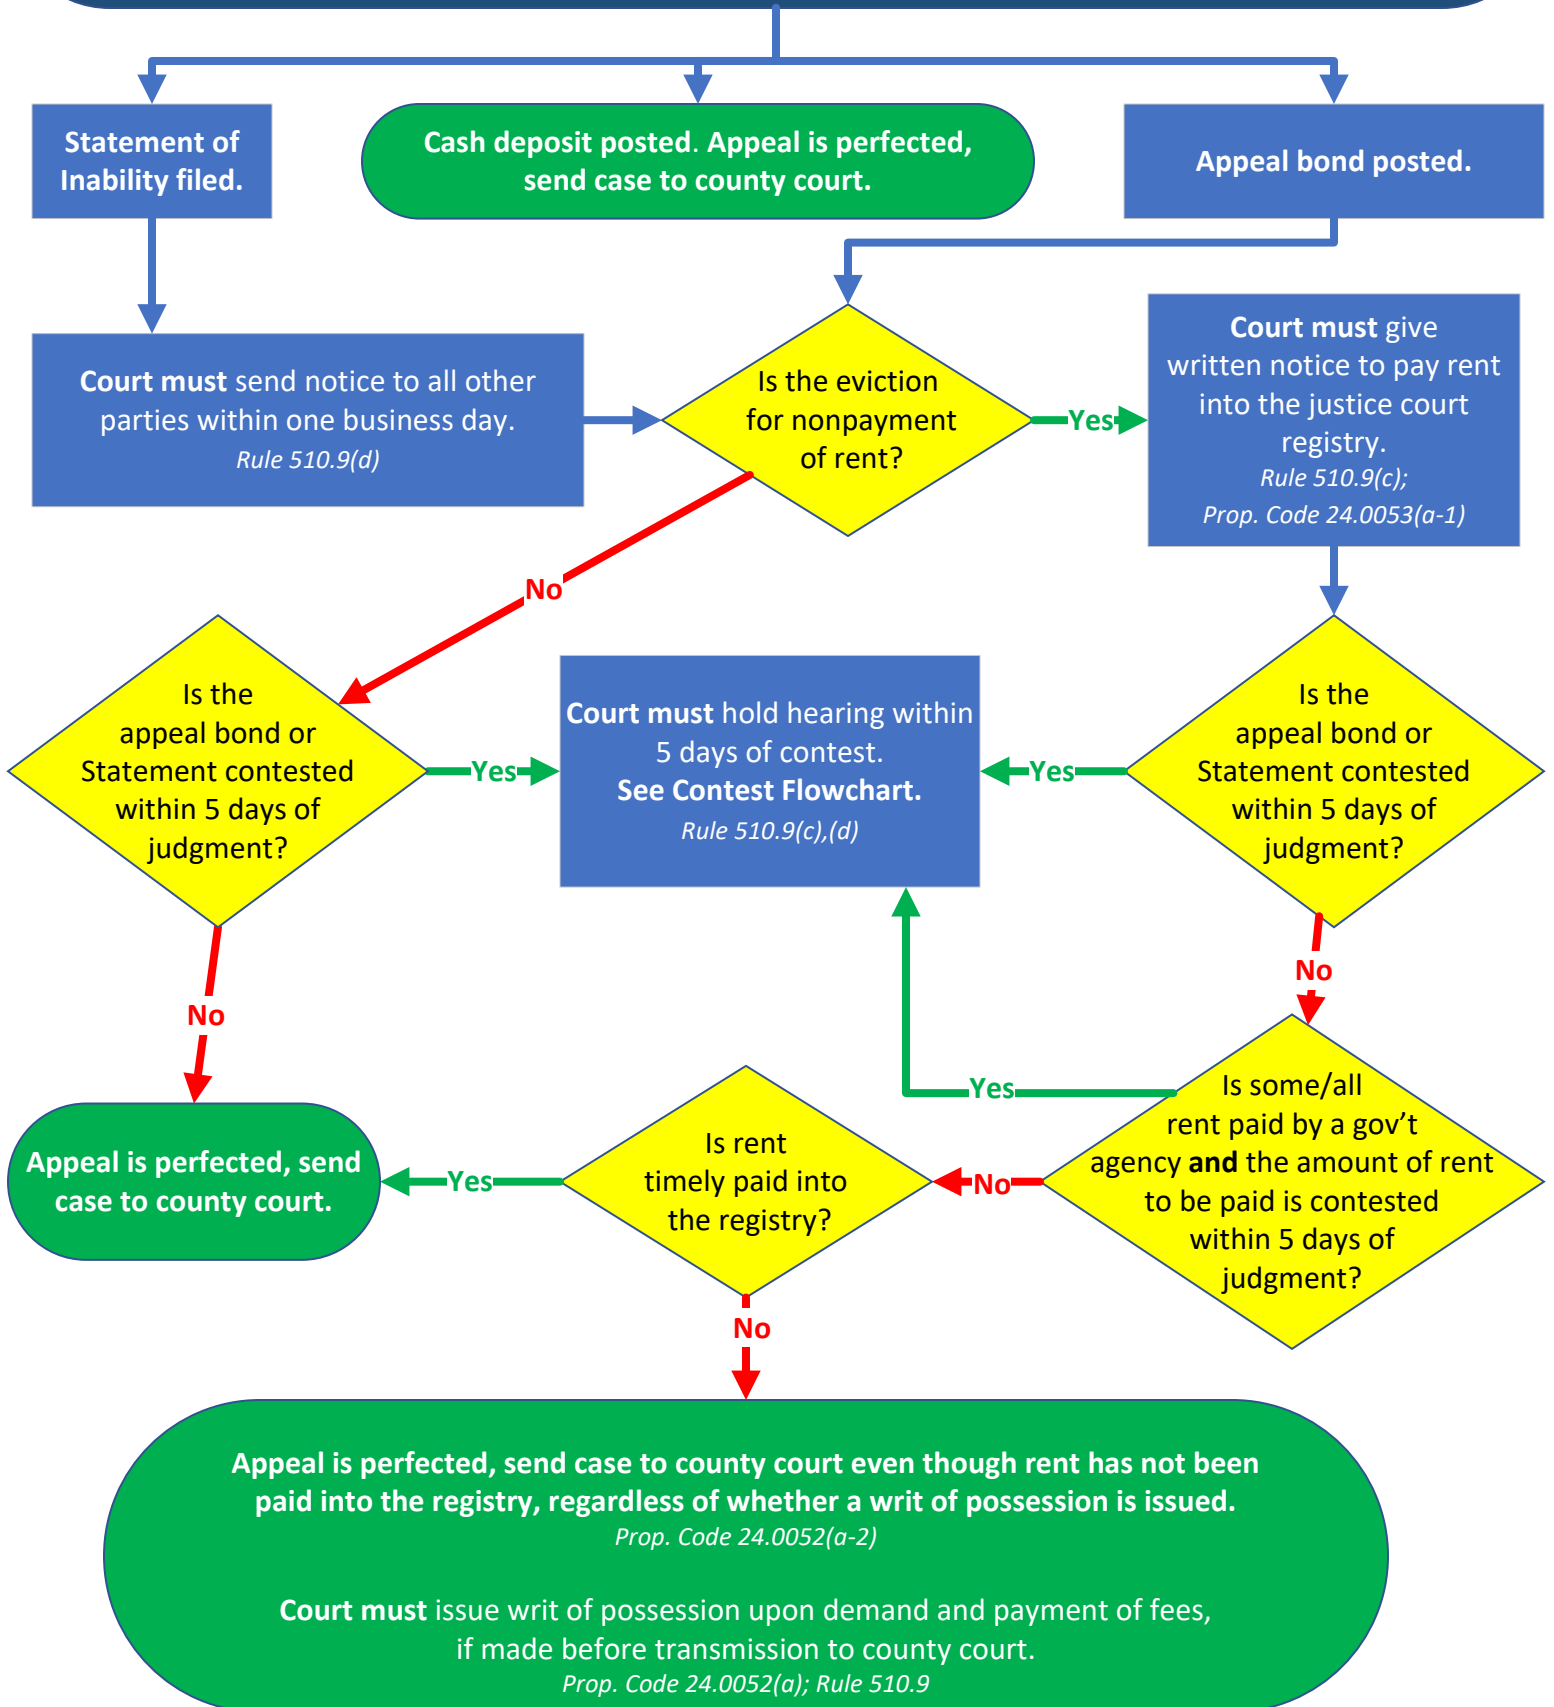 Statement of
Inability filed.
Cash deposit posted. Appeal is perfected,
send case to county court.
Appeal bond posted.
Court must send notice to all other
parties within one business day.
Rule 510.9(d)
Is the eviction
for nonpayment
of rent?
Yes
Court must give
written notice to pay rent
into the justice court
registry.
Rule 510.9(c);
Prop. Code 24.0053(a-1)
No
Is the
appeal bond or
Statement contested
within 5 days of
judgment?
Yes
Court must hold hearing within
5 days of contest.
See Contest Flowchart.
Rule 510.9(c),(d)
Yes
Is the
appeal bond or
Statement contested
within 5 days of
judgment?
No
No
Yes
Appeal is perfected, send
case to county court.
Yes
Is rent
timely paid into
the registry?
No
Is some/all
rent paid by a gov’t
agency and the amount of rent
to be paid is contested
within 5 days of
judgment?
No
Appeal is perfected, send case to county court even though rent has not been
paid into the registry, regardless of whether a writ of possession is issued.
Prop. Code 24.0052(a-2)
Court must issue writ of possession upon demand and payment of fees,
if made before transmission to county court.
Prop. Code 24.0052(a); Rule 510.9